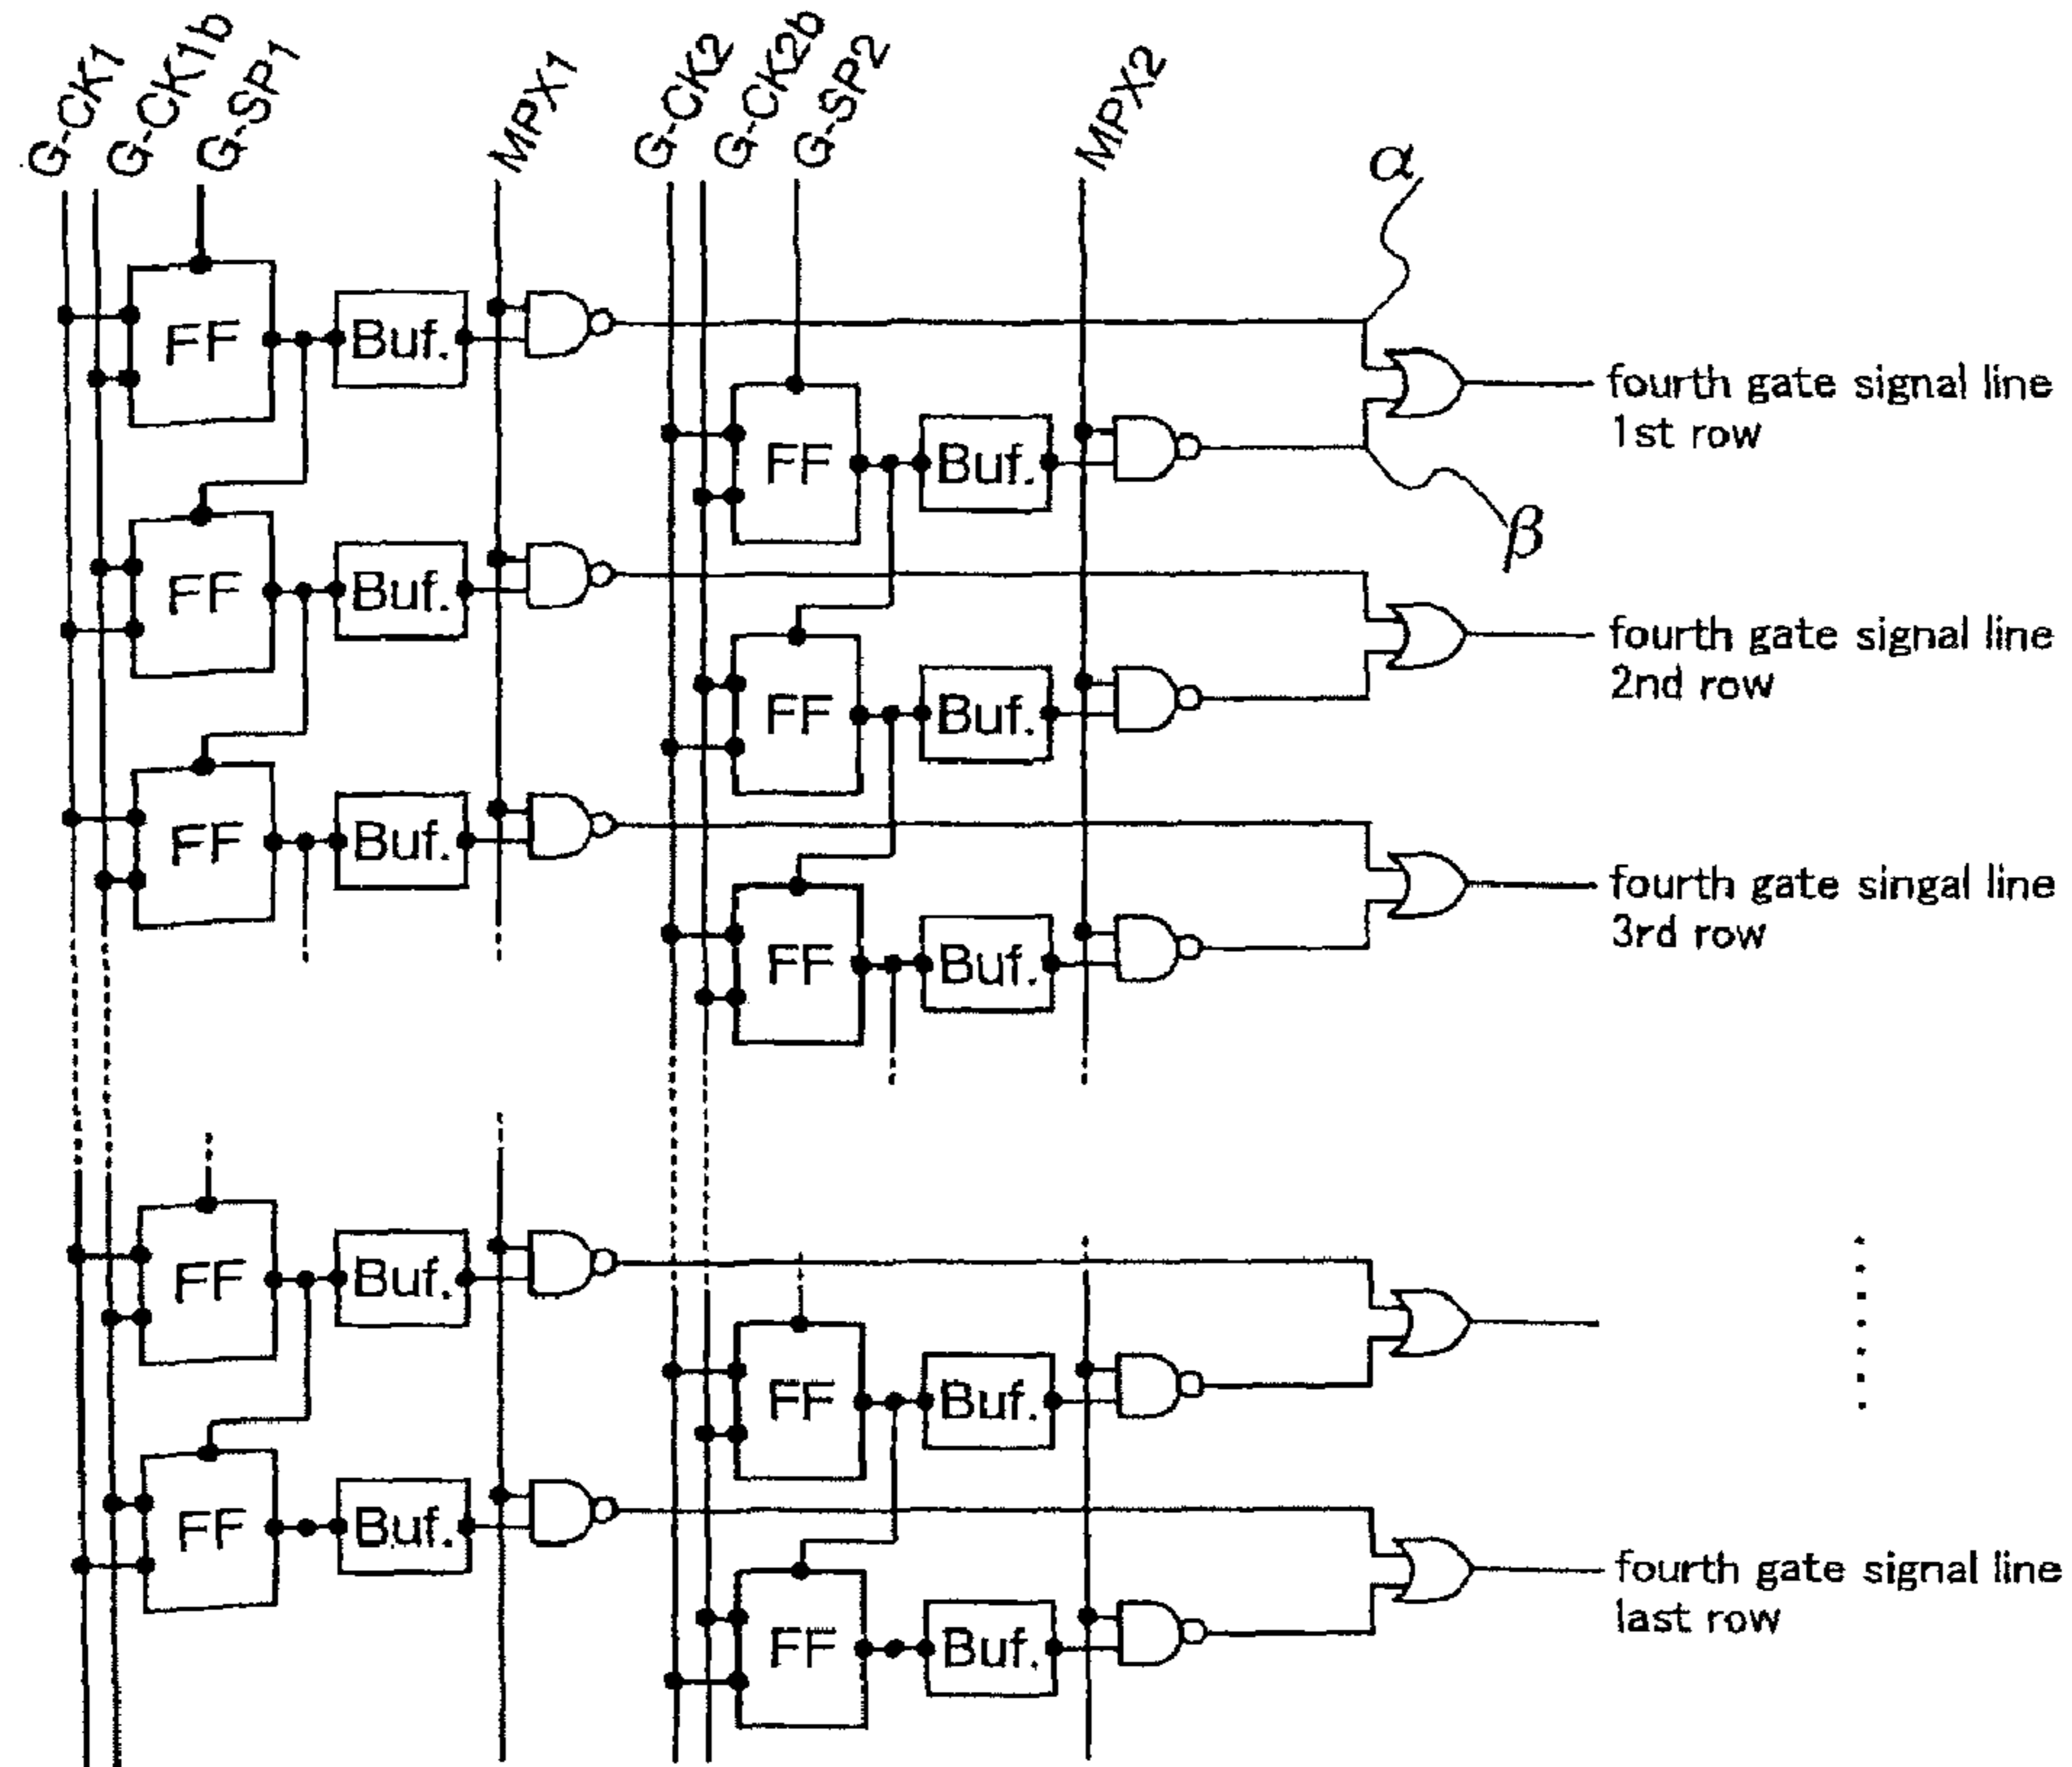 G-CK1
G-CK1b
G-SP1
MPX1
G-CK2
G-CK2b
G-SP2
MPX2
α
FF
Buf.
fourth gate signal line
1st row
FF
Buf.
β
FF
Buf.
fourth gate signal line
2nd row
FF
Buf.
FF
Buf.
fourth gate singal line
3rd row
FF
Buf.
FF
Buf.
FF
Buf.
FF
Buf.
fourth gate signal line
last row
FF
Buf.